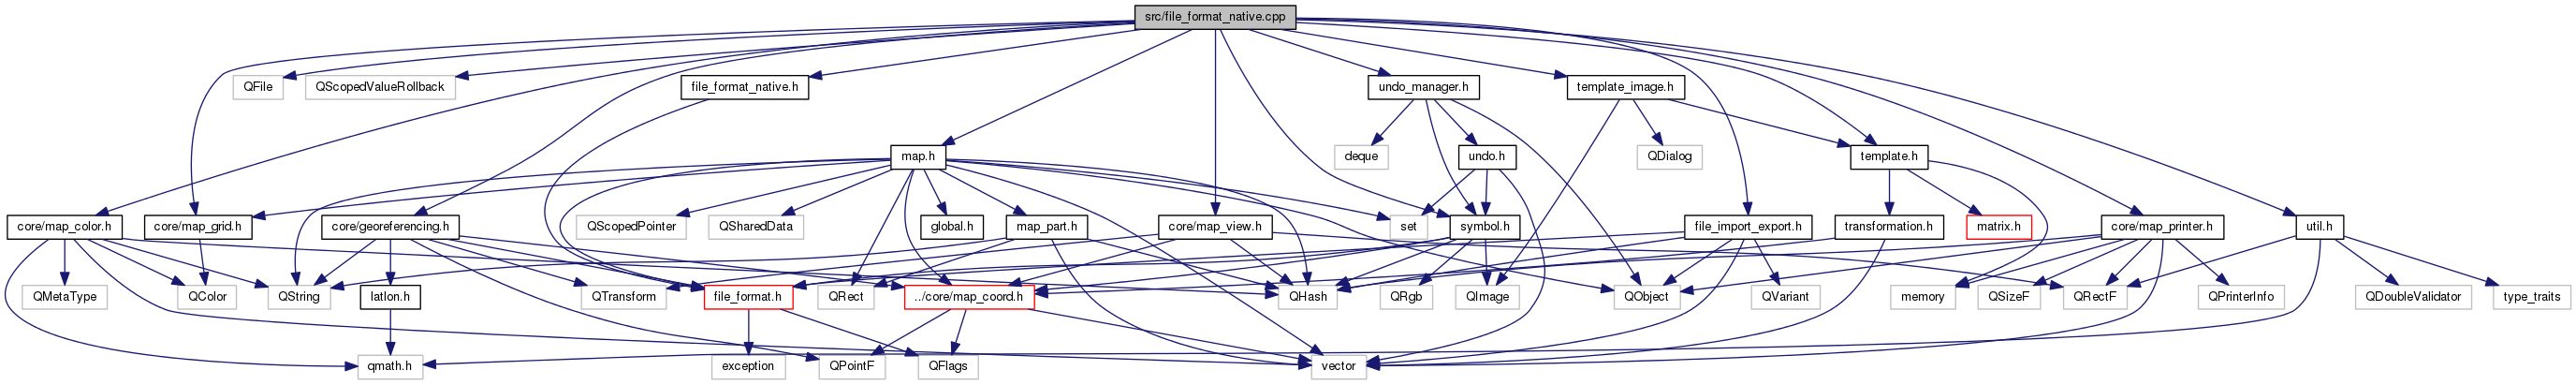 src/file_format_native.cpp
QFile
QScopedValueRollback
file_format_native.h
undo_manager.h
template_image.h
map.h
deque
undo.h
QDialog
template.h
core/map_color.h
core/map_grid.h
core/georeferencing.h
QScopedPointer
QSharedData
global.h
map_part.h
core/map_view.h
set
symbol.h
file_import_export.h
transformation.h
matrix.h
core/map_printer.h
util.h
QMetaType
QColor
QString
latlon.h
QTransform
file_format.h
QRect
../core/map_coord.h
QHash
QRgb
QImage
QObject
QVariant
memory
QSizeF
QRectF
QPrinterInfo
QDoubleValidator
type_traits
qmath.h
exception
QPointF
QFlags
vector